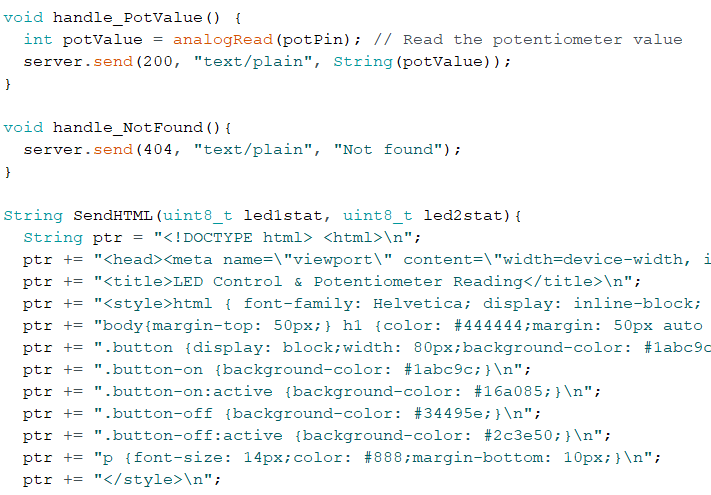 void handle_PotValue() {
  int potValue = analogRead(potPin); // Read the potentiometer value
  server.send(200, "text/plain", String(potValue));
}

void handle_NotFound(){
  server.send(404, "text/plain", "Not found");
}

String SendHTML(uint8_t led1stat, uint8_t led2stat){
  String ptr = "<!DOCTYPE html> <html>\n";
  ptr += "<head><meta name=\"viewport\" content=\"width=device-width, i
  ptr += "<title>LED Control & Potentiometer Reading</title>\n";
  ptr += "<style>html { font-family: Helvetica; display: inline-block;
  ptr += "body{margin-top: 50px;} h1 {color: #444444;margin: 50px auto
  ptr += ".button {display: block;width: 80px;background-color: #1abc9c
  ptr += ".button-on {background-color: #1abc9c;}\n";
  ptr += ".button-on:active {background-color: #16a085;}\n";
  ptr += ".button-off {background-color: #34495e;}\n";
  ptr += ".button-off:active {background-color: #2c3e50;}\n";
  ptr += "p {font-size: 14px;color: #888;margin-bottom: 10px;}\n";
  ptr += "</style>\n";